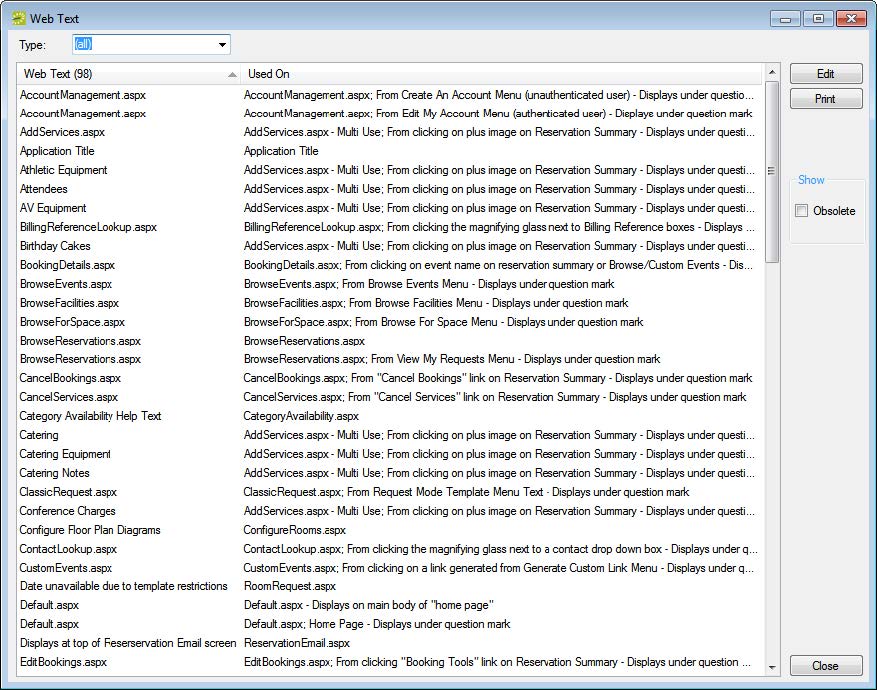 Web Text
Type: (all)
Web Text (98) Used On
Edit
Print
Show
Obsolete
AccountManagement.aspx AccountManagement.aspx; From Create An Account Menu (unauthenticated user) - Displays under questio...
AccountManagement.aspx AccountManagement.aspx; From Edit My Account Menu (authenticated user) - Displays under question mark
AddServices.aspx AddServices.aspx - Multi Use; From clicking on plus image on Reservation Summary - Displays under questi...
Application Title Application Title
Athletic Equipment AddServices.aspx - Multi Use; From clicking on plus image on Reservation Summary - Displays under questi...
Attendees AddServices.aspx - Multi Use; From clicking on plus image on Reservation Summary - Displays under questi...
AV Equipment AddServices.aspx - Multi Use; From clicking on plus image on Reservation Summary - Displays under questi...
BillingReferenceLookup.aspx BillingReferenceLookup.aspx; From clicking the magnifying glass next to Billing Reference boxes - Displays ...
Birthday Cakes AddServices.aspx - Multi Use; From clicking on plus image on Reservation Summary - Displays under questi...
BookingDetails.aspx BookingDetails.aspx; From clicking on event name on reservation summary or Browse/Custom Events - Dis...
BrowseEvents.aspx BrowseEvents.aspx; From Browse Events Menu - Displays under question mark
BrowseFacilities.aspx BrowseFacilities.aspx; From Browse Facilities Menu - Displays under question mark
BrowseForSpace.aspx BrowseForSpace.aspx; From Browse For Space Menu - Displays under question mark
BrowseReservations.aspx BrowseReservations.aspx
BrowseReservations.aspx BrowseReservations.aspx; From View My Requests Menu - Displays under question mark
CancelBookings.aspx CancelBookings.aspx; From "Cancel Bookings" link on Reservation Summary - Displays under question mark
CancelServices.aspx CancelServices.aspx; From "Cancel Services" link on Reservation Summary - Displays under question mark
Category Availability Help Text CategoryAvailability.aspx
Catering AddServices.aspx - Multi Use; From clicking on plus image on Reservation Summary - Displays under questi...
Catering Equipment AddServices.aspx - Multi Use; From clicking on plus image on Reservation Summary - Displays under questi...
Catering Notes AddServices.aspx - Multi Use; From clicking on plus image on Reservation Summary - Displays under questi...
ClassicRequest.aspx ClassicRequest.aspx; From Request Mode Template Menu Text - Displays under question mark
Conference Charges AddServices.aspx - Multi Use; From clicking on plus image on Reservation Summary - Displays under questi...
Configure Floor Plan Diagrams ConfigureRooms.aspx
ContactLookup.aspx ContactLookup.aspx; From clicking the magnifying glass next to a contact drop down box - Displays under q...
CustomEvents.aspx CustomEvents.aspx; From clicking on a link generated from Generate Custom Link Menu - Displays under q...
Date unavailable due to template restrictions RoomRequest.aspx
Default.aspx Default.aspx - Displays on main body of "home page"
Default.aspx Default.aspx; Home Page - Displays under question mark
Displays at top of Feserservation Email screen ReservationEmail.aspx
EditBookings.aspx EditBookings.aspx; From clicking "Booking Tools" link on Reservation Summary - Displays under question ...
Close